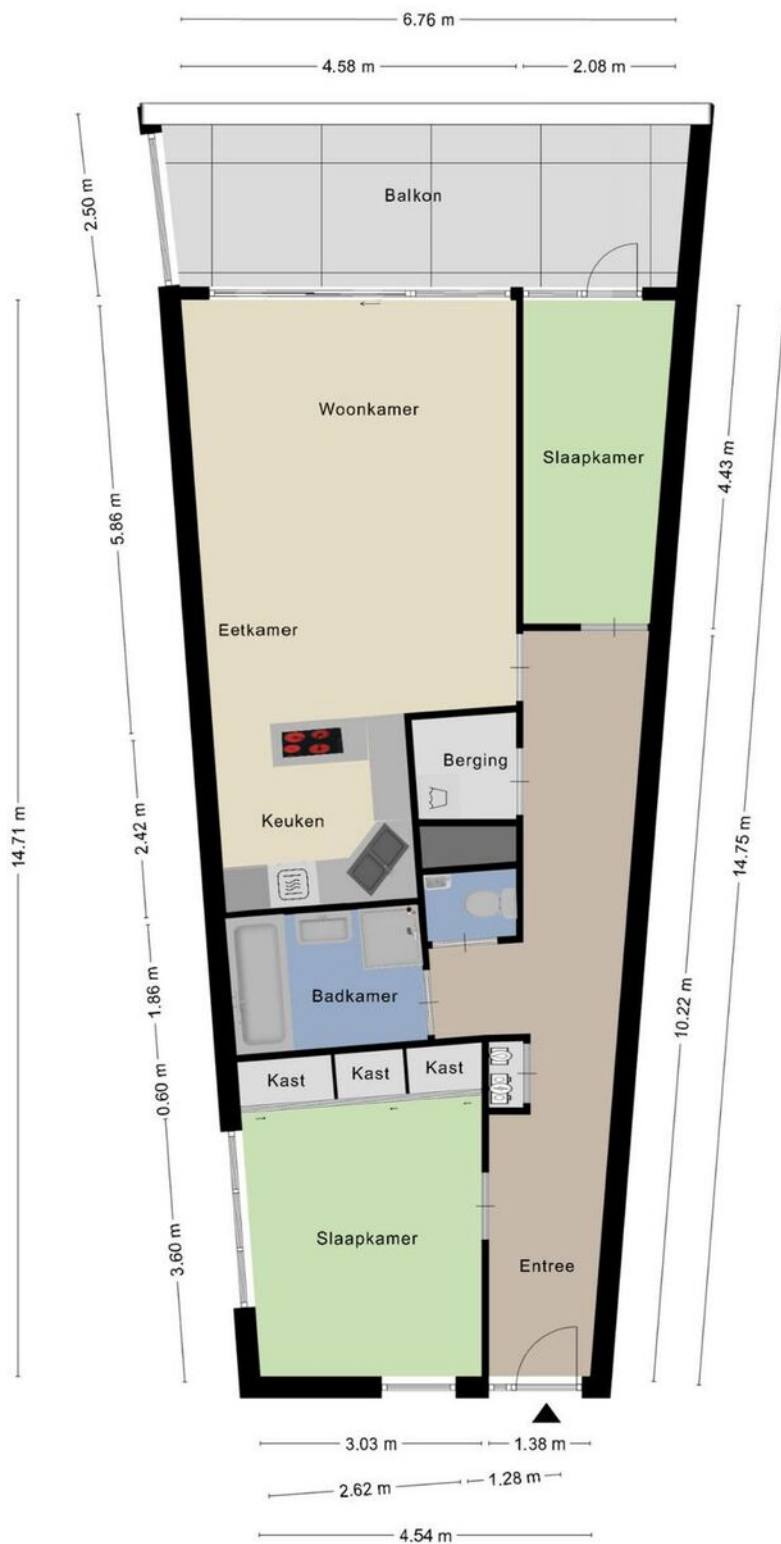 6.76 m
4.58 m
2.08 m
2.50 m
Balkon
Woonkamer
Slaapkamer
4.43 m
5.86 m
Eetkamer
Berging
Keuken
2.42 m
14.71 m
14.75 m
Badkamer
1.86 m
10.22 m
Kast
Kast
Kast
0.60 m
Slaapkamer
3.60 m
Entree
3.03 m
1.38 m
2.62 m
1.28 m
4.54 m